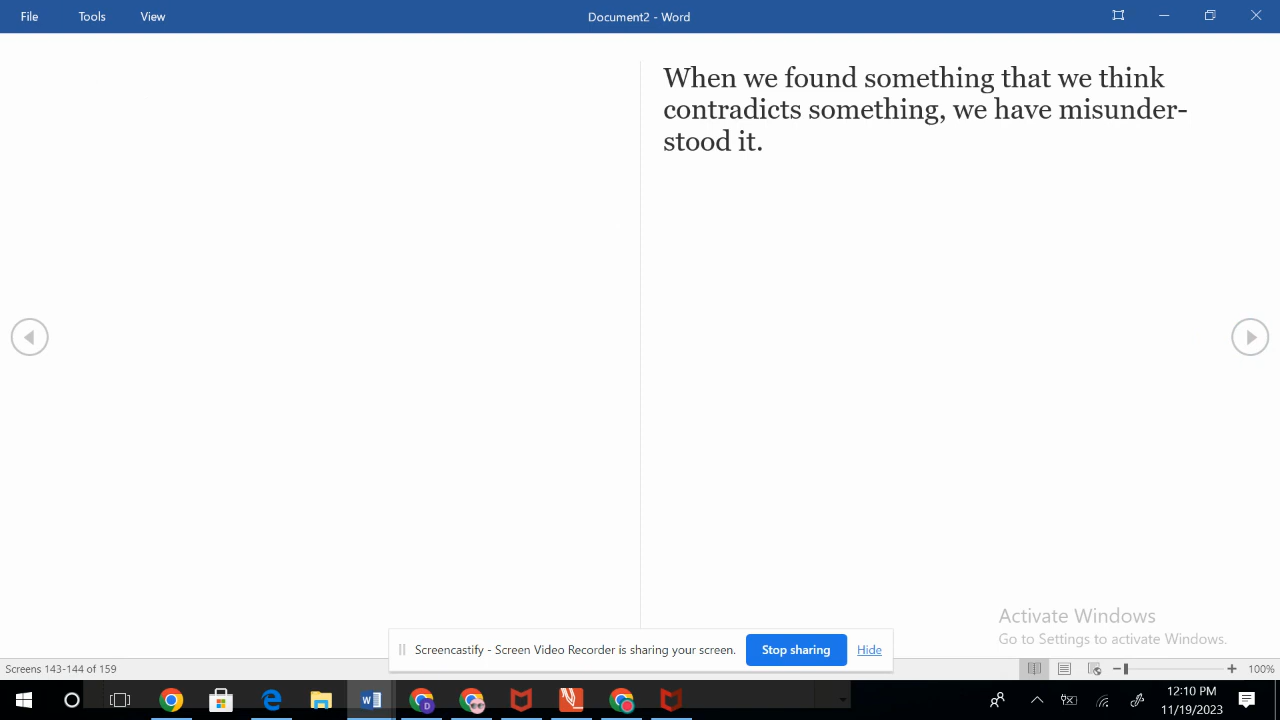 File Tools View Document2 - Word
When we found something that we think
contradicts something, we have misunder-
stood it.
Activate Windows
Go to Settings to activate Windows.
Screencastify - Screen Video Recorder is sharing your screen. Stop sharing Hide
Screens 143-144 of 159 100%
12:10 PM
11/19/2023